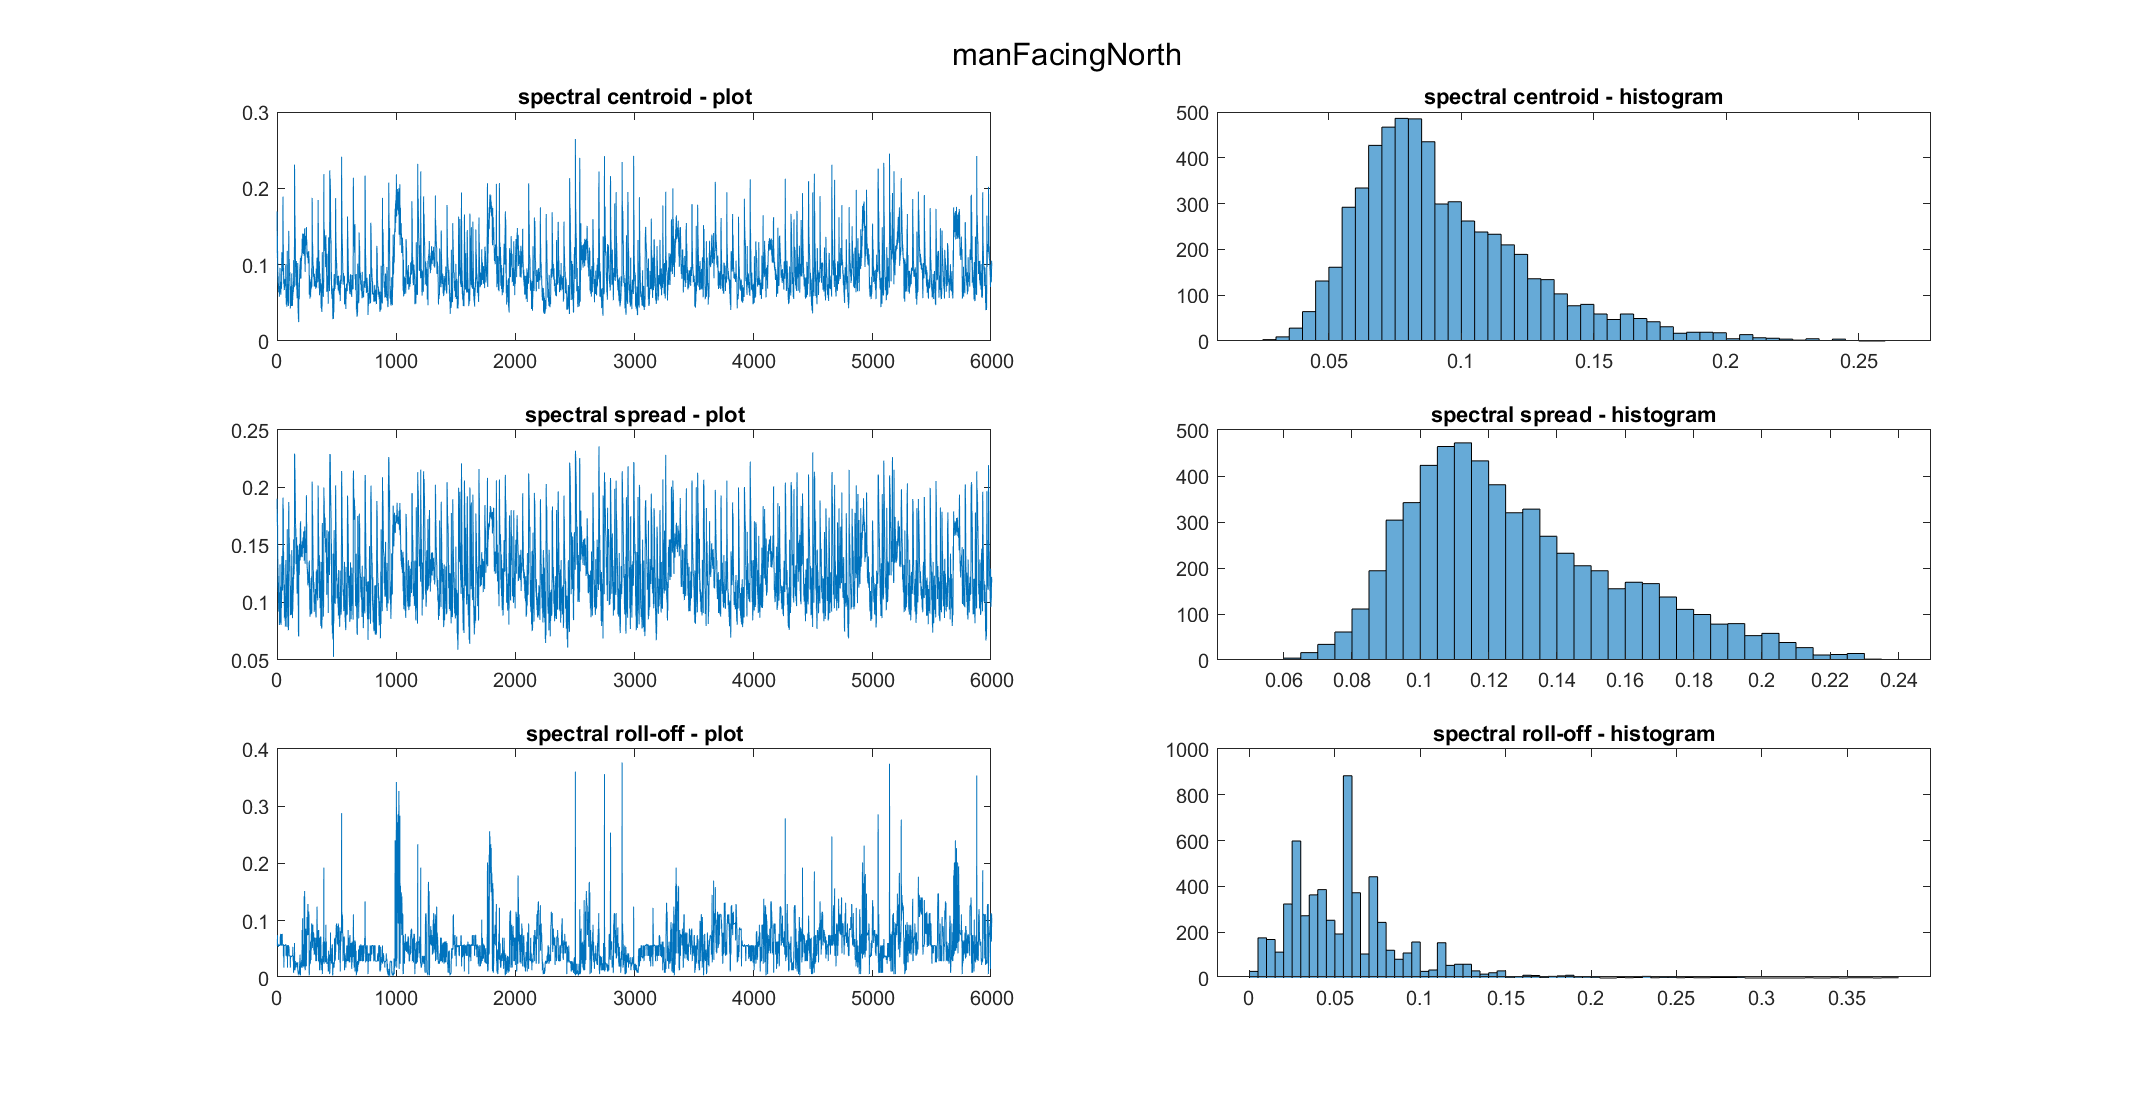 manFacingNorth
spectral centroid - plot
0.3
0.2
0.1
0
0 1000 2000 3000 4000 5000 6000
spectral centroid - histogram
500
400
300
200
100
0
0.05 0.1 0.15 0.2 0.25
spectral spread - plot
0.25
0.2
0.15
0.1
0.05
0 1000 2000 3000 4000 5000 6000
spectral spread - histogram
500
400
300
200
100
0
0.06 0.08 0.1 0.12 0.14 0.16 0.18 0.2 0.22 0.24
spectral roll-off - plot
0.4
0.3
0.2
0.1
0
0 1000 2000 3000 4000 5000 6000
spectral roll-off - histogram
1000
800
600
400
200
0
0 0.05 0.1 0.15 0.2 0.25 0.3 0.35